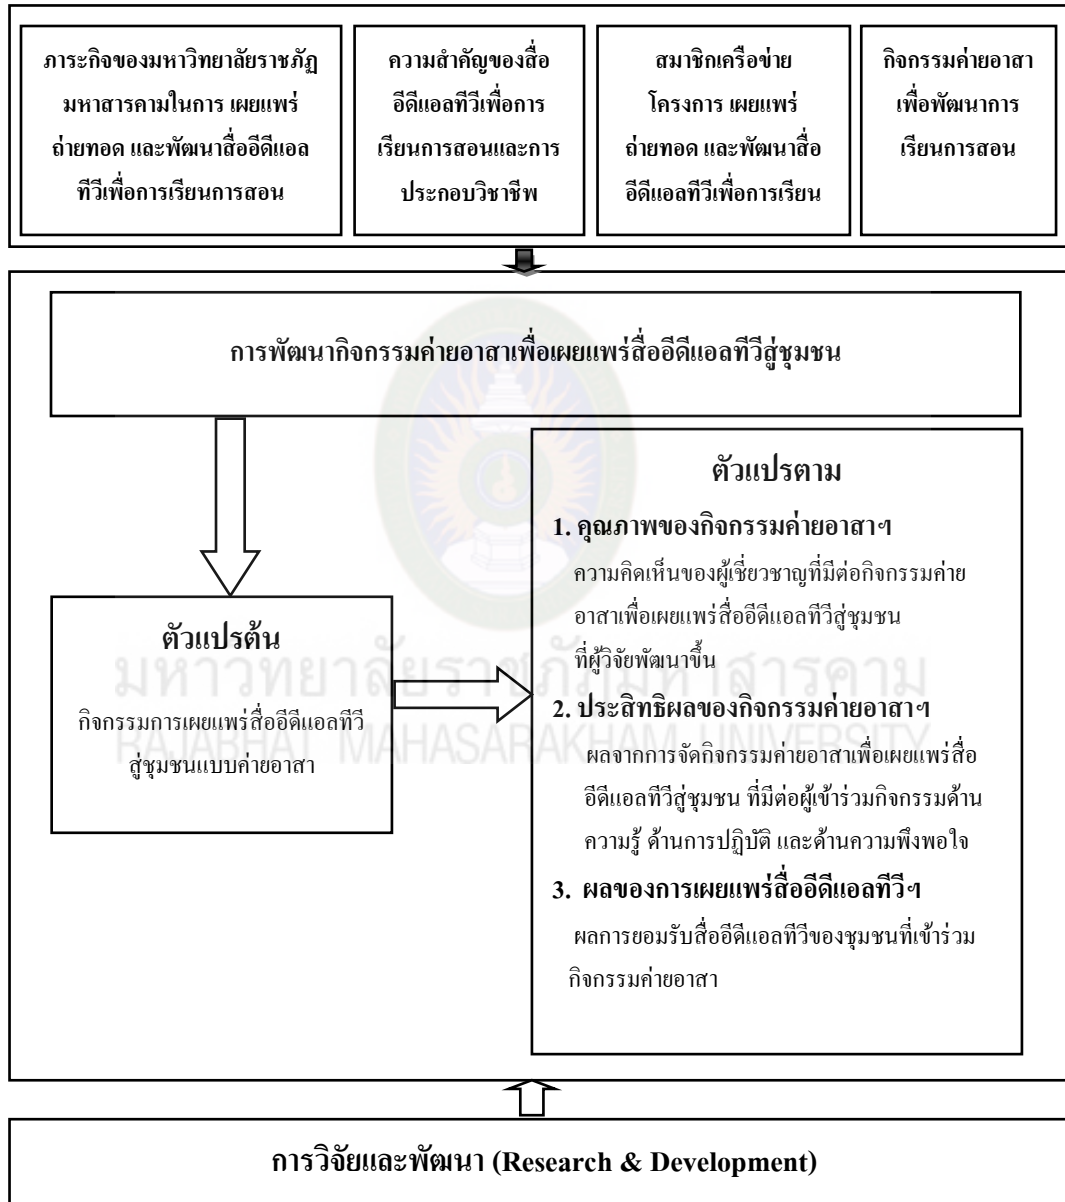 ภาระกิจของมหาวิทยาลัยราชภัฏ
มหาสารคามในการ เผยแพร่
ถ่ายทอด และพัฒนาสื่ออีดีแอล
ทีวีเพื่อการเรียนการสอน
ความสำคัญของสื่อ
อีดีแอลทีวีเพื่อการ
เรียนการสอนและการ
ประกอบวิชาชีพ
สมาชิกเครือข่าย
โครงการ เผยแพร่
ถ่ายทอด และพัฒนาสื่อ
อีดีแอลทีวีเพื่อการเรียน
กิจกรรมค่ายอาสา
เพื่อพัฒนาการ
เรียนการสอน
การพัฒนากิจกรรมค่ายอาสาเพื่อเผยแพร่สื่ออีดีแอลทีวีสู่ชุมชน
ตัวแปรต้น
กิจกรรมการเผยแพร่สื่ออีดีแอลทีวี
สู่ชุมชนแบบค่ายอาสา
ตัวแปรตาม
1. คุณภาพของกิจกรรมค่ายอาสาฯ
ความคิดเห็นของผู้เชี่ยวชาญที่มีต่อกิจกรรมค่าย
อาสาเพื่อเผยแพร่สื่ออีดีแอลทีวีสู่ชุมชน
ที่ผู้วิจัยพัฒนาขึ้น
2. ประสิทธิผลของกิจกรรมค่ายอาสาฯ
ผลจากการจัดกิจกรรมค่ายอาสาเพื่อเผยแพร่สื่อ
อีดีแอลทีวีสู่ชุมชน ที่มีต่อผู้เข้าร่วมกิจกรรมด้าน
ความรู้ ด้านการปฏิบัติ และด้านความพึงพอใจ
3. ผลของการเผยแพร่สื่ออีดีแอลทีวีฯ
ผลการยอมรับสื่ออีดีแอลทีวีของชุมชนที่เข้าร่วม
กิจกรรมค่ายอาสา
มหาวิทยาลัยราชภัฏมหาสารคาม
RAJABHAT MAHASARAKHAM UNIVERSITY
การวิจัยและพัฒนา (Research & Development)